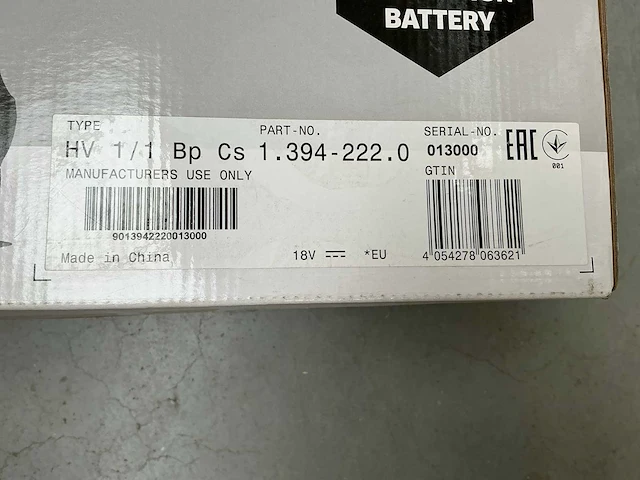 BATTERY
TYPE PART-NO. SERIAL-NO.
HV 1/1 Bp Cs 1.394-222.0 013000 EAC
001
MANUFACTURERS USE ONLY GTIN
9013942220013000
4 054278 063621
Made in China 18V *EU